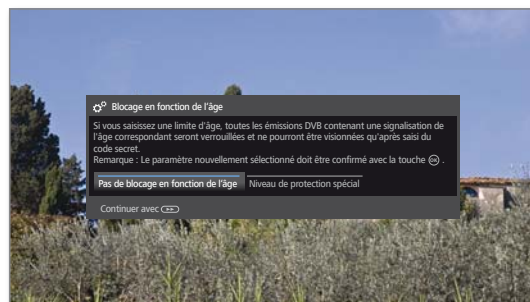 Blocage en fonction de l'âge
Si vous saisissez une limite d'âge, toutes les émissions DVB contenant une signalisation de
l'âge correspondant seront verrouillées et ne pourront être visionnées qu'après saisi du
code secret.
Remarque : Le paramètre nouvellement sélectionné doit être confirmé avec la touche OK .
Pas de blocage en fonction de l'âge Niveau de protection spécial
Continuer avec